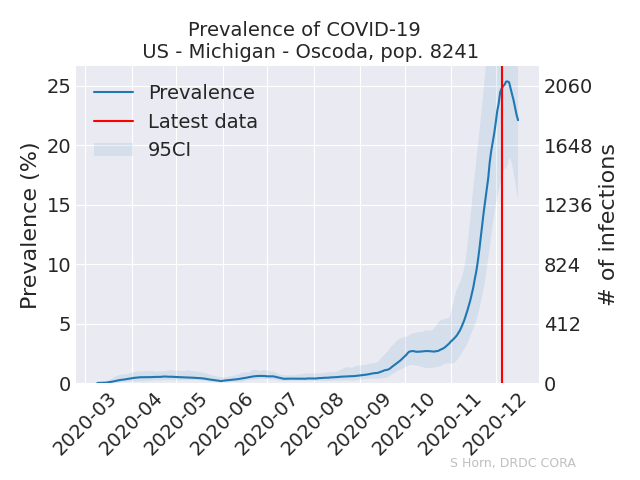 Prevalence of COVID-19
US - Michigan - Oscoda, pop. 8241
Prevalence
Latest data
95CI
Prevalence (%)
25
20
15
10
5
0
2060
1648
1236
824
412
0
# of infections
2020-03
2020-04
2020-05
2020-06
2020-07
2020-08
2020-09
2020-10
2020-11
2020-12
S Horn, DRDC CORA